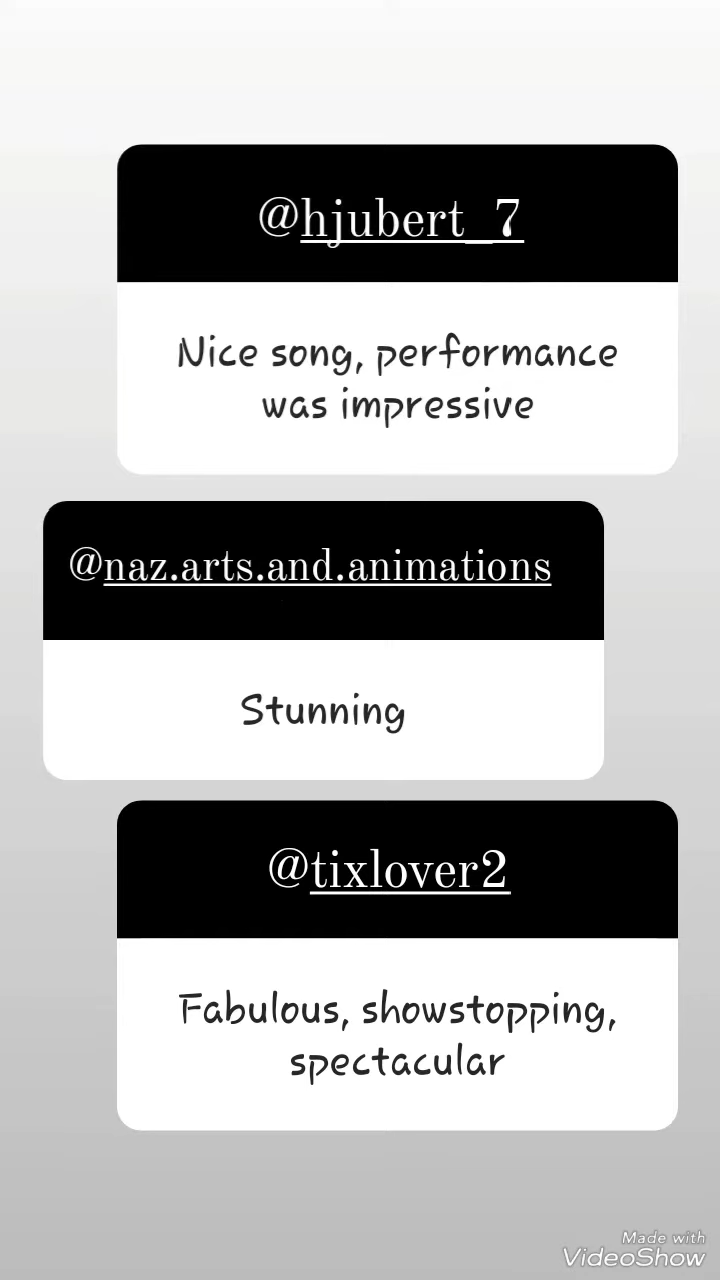 @hjubert_7
Nice song, performance
was impressive
@naz.arts.and.animations
Stunning
@tixlover2
Fabulous, showstopping,
spectacular
Made with
VideoShow